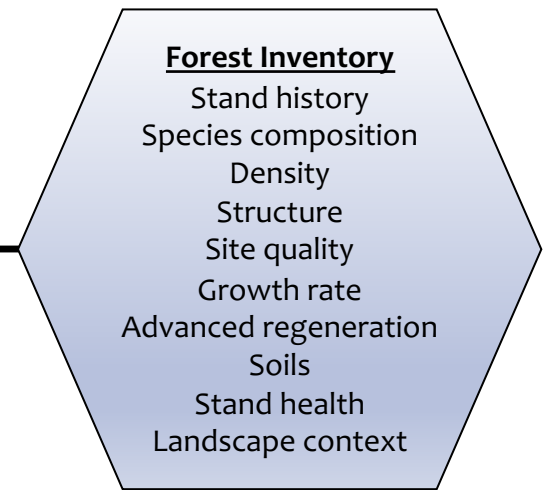 Forest Inventory
Stand history
Species composition
Density
Structure
Site quality
Growth rate
Advanced regeneration
Soils
Stand health
Landscape context